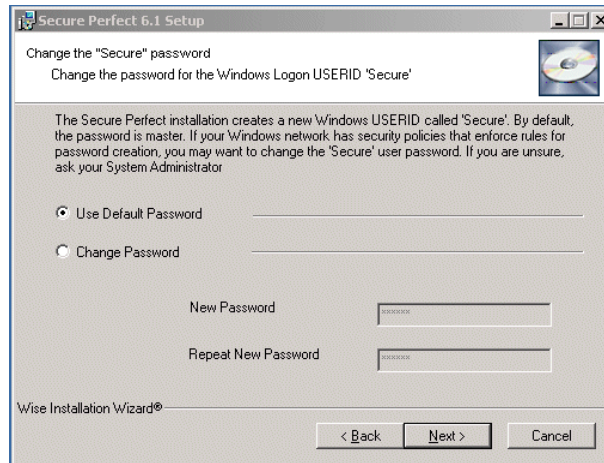 Secure Perfect 6.1 Setup
Change the "Secure" password
Change the password for the Windows Logon USERID 'Secure'
The Secure Perfect installation creates a new Windows USERID called 'Secure'. By default,
the password is master. If your Windows network has security policies that enforce rules for
password creation, you may want to change the 'Secure' user password. If you are unsure,
ask your System Administrator
Use Default Password
Change Password
New Password
xxxxxx
Repeat New Password
xxxxxx
Wise Installation Wizard®
< Back
Next >
Cancel